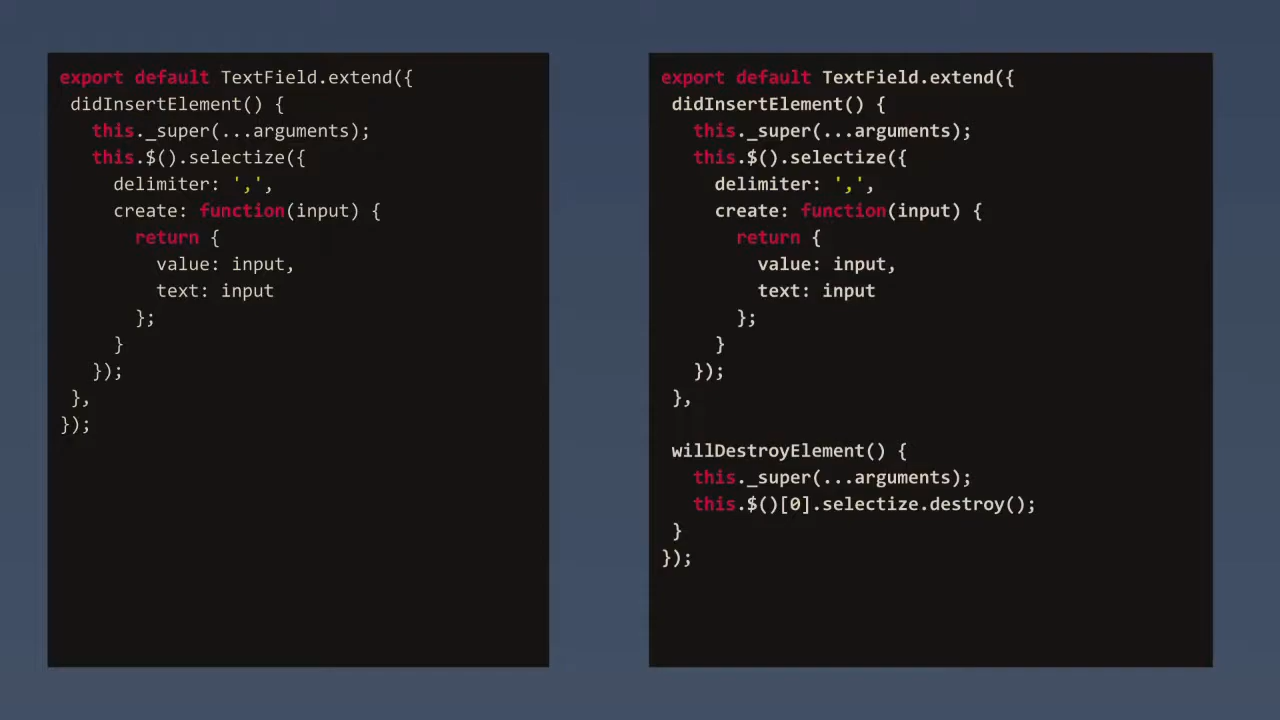 export default TextField.extend({
 didInsertElement() {
   this._super(...arguments);
   this.$().selectize({
     delimiter: ',',
     create: function(input) {
       return {
         value: input,
         text: input
       };
     }
   });
 },
});
export default TextField.extend({
 didInsertElement() {
   this._super(...arguments);
   this.$().selectize({
     delimiter: ',',
     create: function(input) {
       return {
         value: input,
         text: input
       };
     }
   });
 },

 willDestroyElement() {
   this._super(...arguments);
   this.$()[0].selectize.destroy();
 }
});